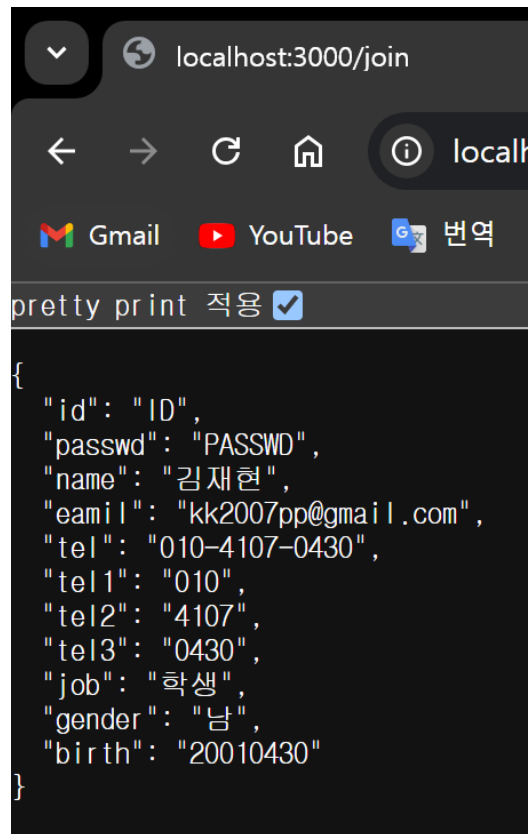 localhost:3000/join
localh
Gmail YouTube 번역
pretty print 적용
{
"id": "ID",
"passwd": "PASSWD",
"name": "김재현",
"eamil": "kk2007pp@gmail.com",
"tel": "010-4107-0430",
"tel1": "010",
"tel2": "4107",
"tel3": "0430",
"job": "학생",
"gender": "남",
"birth": "20010430"
}